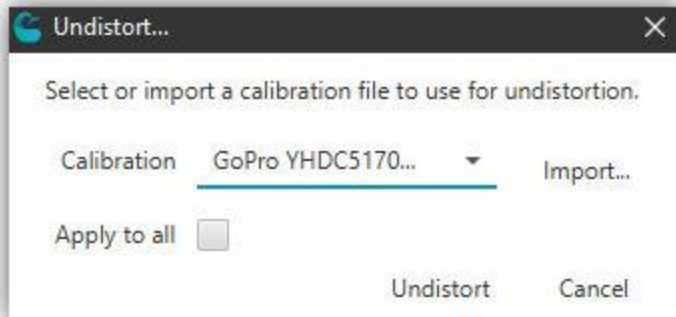 Undistort...
Select or import a calibration file to use for undistortion.
Calibration GoPro YHDC5170... Import...
Apply to all
Undistort Cancel